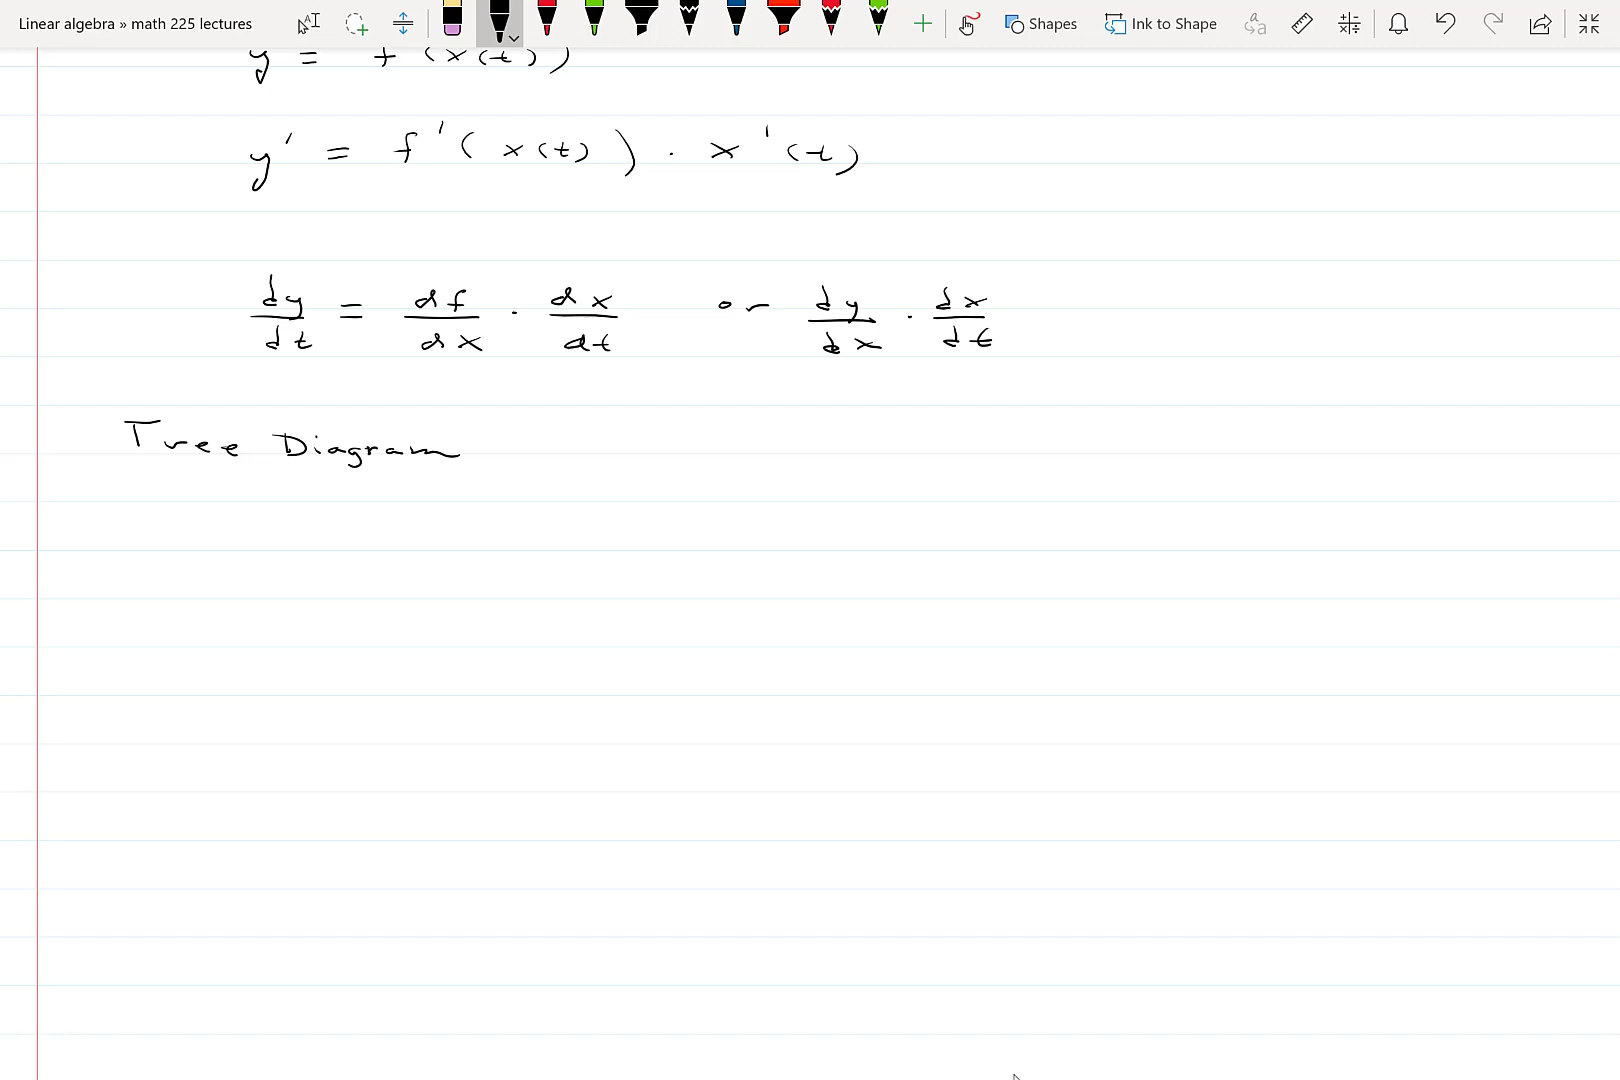 Linear algebra » math 225 lectures
Shapes
Ink to Shape
y = f(x(t))
y' = f'(x(t)) · x'(t)
dy/dt = df/dx · dx/dt or dy/dx · dx/dt
Tree Diagram